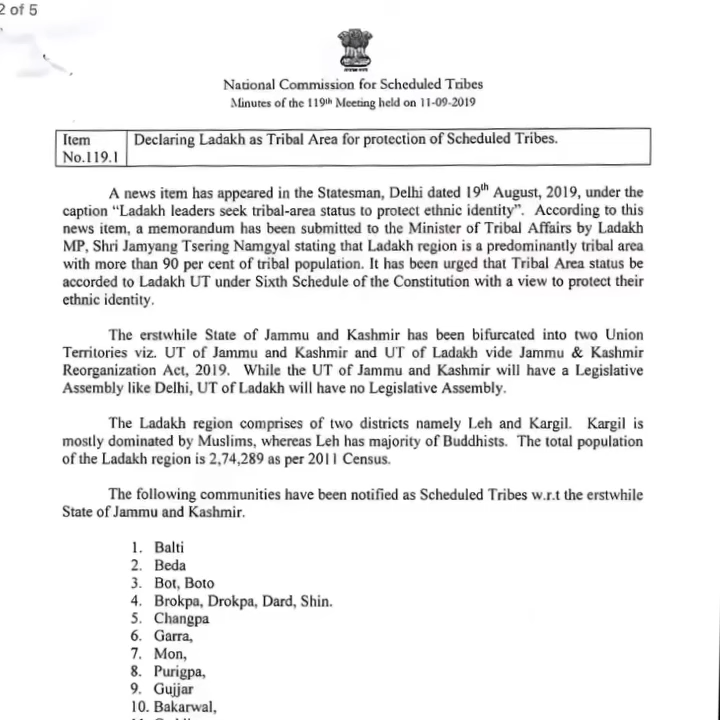 2 of 5
National Commission for Scheduled Tribes
Minutes of the 119th Meeting held on 11-09-2019
Item No.119.1
Declaring Ladakh as Tribal Area for protection of Scheduled Tribes.
A news item has appeared in the Statesman, Delhi dated 19th August, 2019, under the
caption “Ladakh leaders seek tribal-area status to protect ethnic identity”. According to this
news item, a memorandum has been submitted to the Minister of Tribal Affairs by Ladakh
MP, Shri Jamyang Tsering Namgyal stating that Ladakh region is a predominantly tribal area
with more than 90 per cent of tribal population. It has been urged that Tribal Area status be
accorded to Ladakh UT under Sixth Schedule of the Constitution with a view to protect their
ethnic identity.
The erstwhile State of Jammu and Kashmir has been bifurcated into two Union
Territories viz. UT of Jammu and Kashmir and UT of Ladakh vide Jammu & Kashmir
Reorganization Act, 2019. While the UT of Jammu and Kashmir will have a Legislative
Assembly like Delhi, UT of Ladakh will have no Legislative Assembly.
The Ladakh region comprises of two districts namely Leh and Kargil. Kargil is
mostly dominated by Muslims, whereas Leh has majority of Buddhists. The total population
of the Ladakh region is 2,74,289 as per 2011 Census.
The following communities have been notified as Scheduled Tribes w.r.t the erstwhile
State of Jammu and Kashmir.
1. Balti
2. Beda
3. Bot, Boto
4. Brokpa, Drokpa, Dard, Shin.
5. Changpa
6. Garra,
7. Mon,
8. Purigpa,
9. Gujjar
10. Bakarwal,